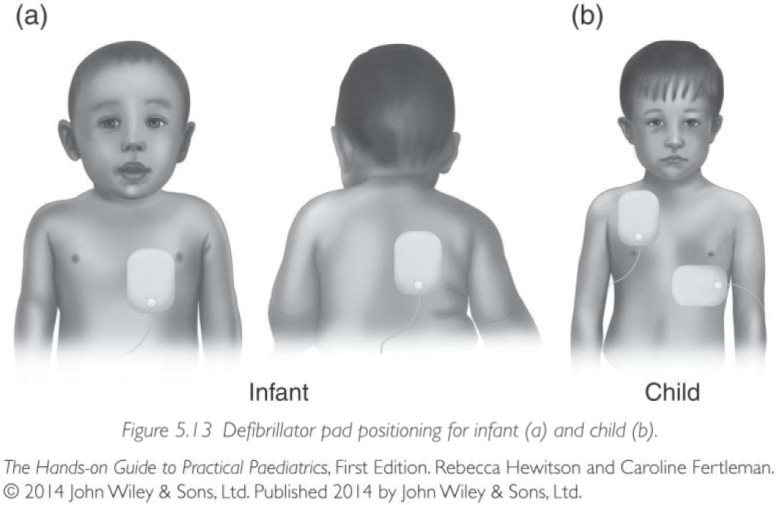 (a)
(b)
Infant
Child
Figure 5.13 Defibrillator pad positioning for infant (a) and child (b).
The Hands-on Guide to Practical Paediatrics, First Edition. Rebecca Hewitson and Caroline Fertleman.
© 2014 John Wiley & Sons, Ltd. Published 2014 by John Wiley & Sons, Ltd.